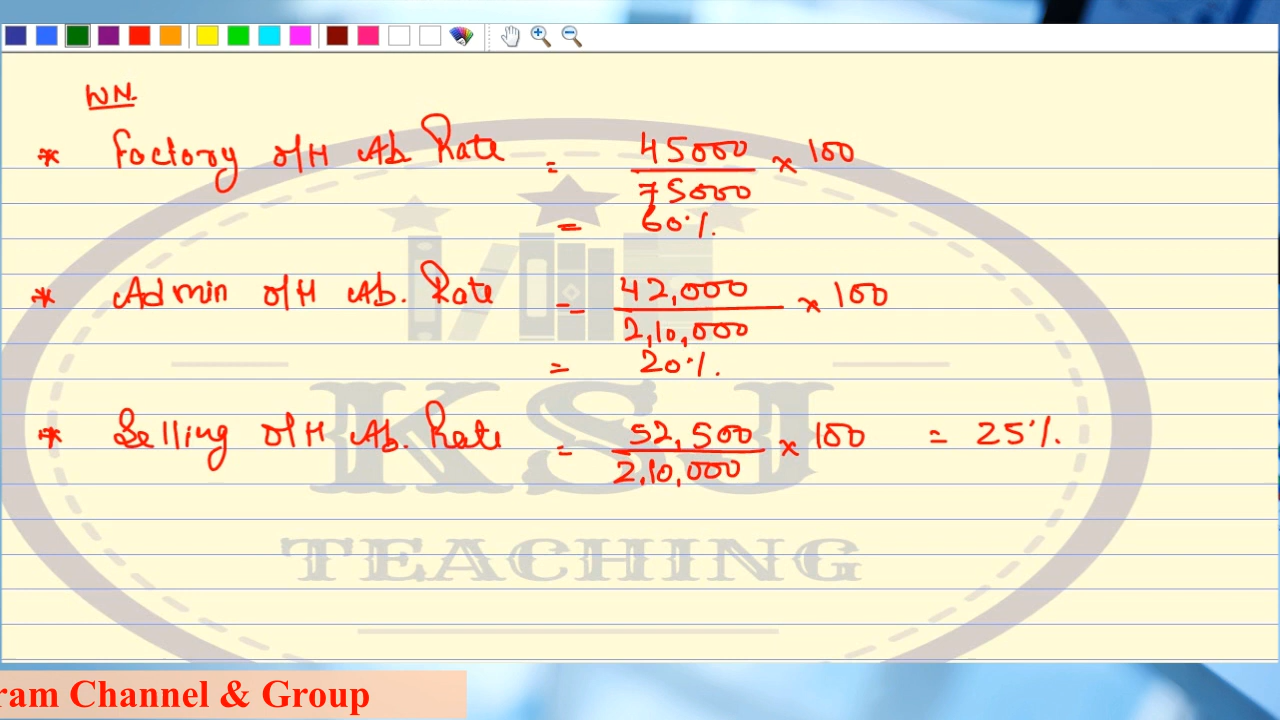 WN.
* Factory o/H Ab Rate = 45000 / 75000 × 100
= 60%.
* Admin o/H Ab. Rate = 42,000 / 2,10,000 × 100
= 20%.
* Selling o/H Ab. Rate = 52,500 / 2,10,000 × 100 = 25%.
KSJ
TEACHING
ram Channel & Group